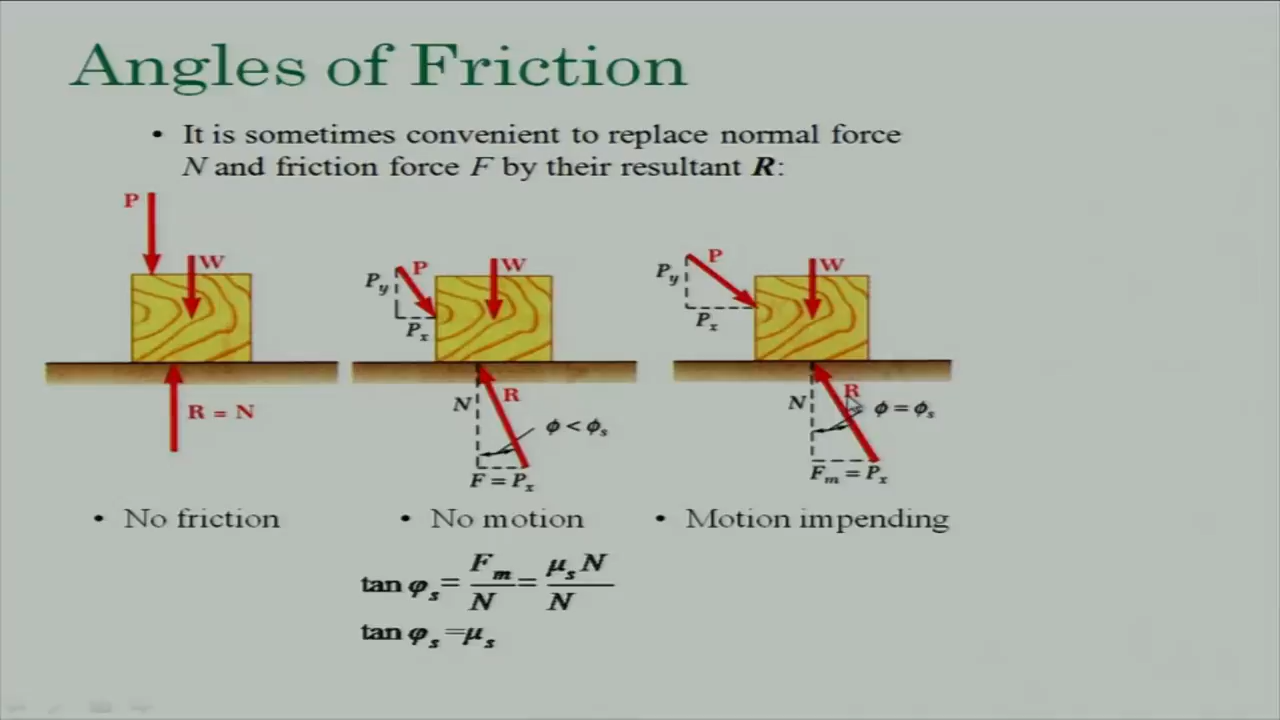 Angles of Friction
• It is sometimes convenient to replace normal force
N and friction force F by their resultant R:
P
W
R = N
P
W
Py
Px
N
R
ϕ < ϕs
F = Px
P
W
Py
Px
N
R
ϕ = ϕs
Fm = Px
• No friction
• No motion
• Motion impending
tan φs = Fm / N = μs N / N
tan φs = μs